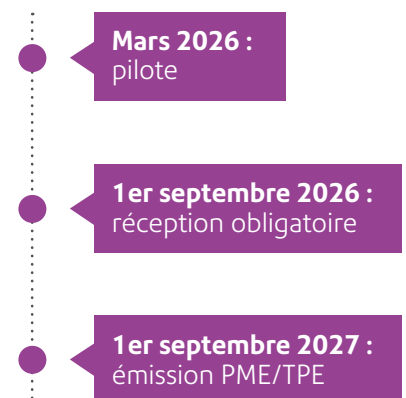 Mars 2026 :
pilote
1er septembre 2026 :
réception obligatoire
1er septembre 2027 :
émission PME/TPE